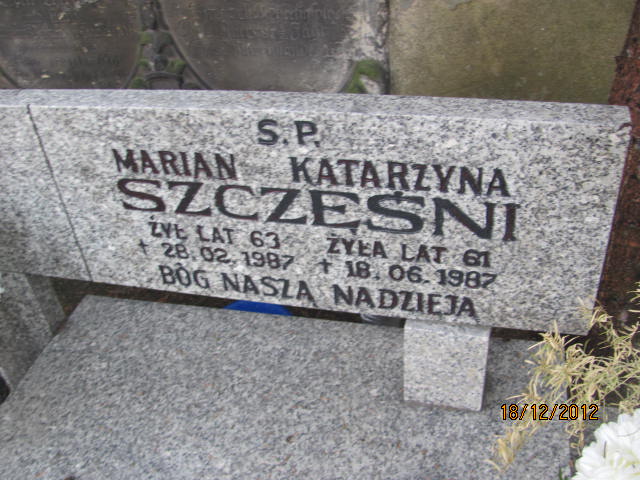 S.P.
MARIAN KATARZYNA
SZCZĘŚNI
ŻYŁ LAT 63 ŻYŁA LAT 61
+ 28.02.1987 + 18.06.1987
BÓG NASZĄ NADZIEJĄ
18/12/2012